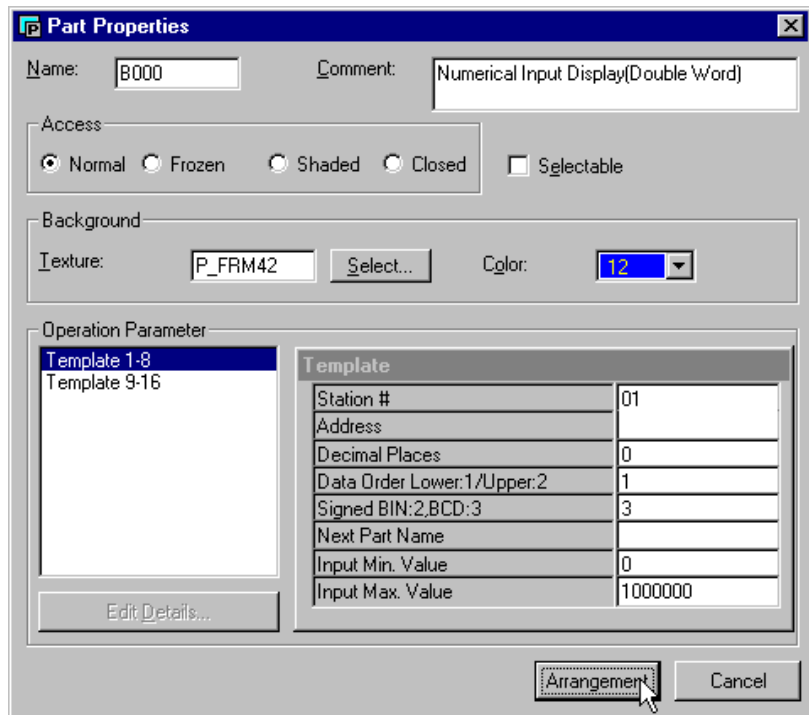 Part Properties
Name: B000 Comment: Numerical Input Display(Double Word)
Access
Normal Frozen Shaded Closed Selectable
Background
Texture: P_FRM42 Select... Color: 12
Operation Parameter
Template 1-8
Template 9-16
Template
Station # 01
Address
Decimal Places 0
Data Order Lower:1/Upper:2 1
Signed BIN:2,BCD:3 3
Next Part Name
Input Min. Value 0
Input Max. Value 1000000
Edit Details...
Arrangement Cancel